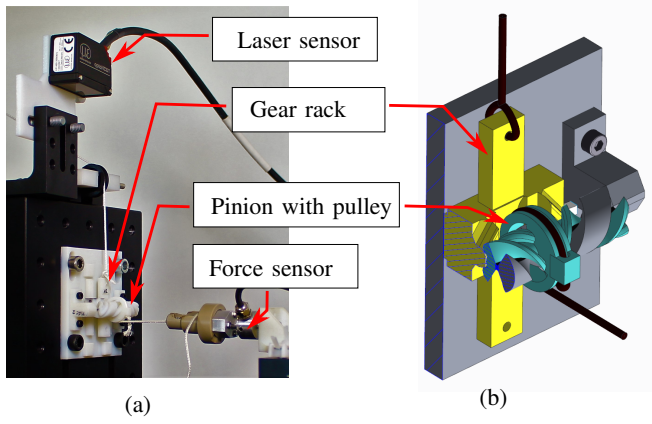 Laser sensor
Gear rack
Pinion with pulley
Force sensor
(a)
(b)